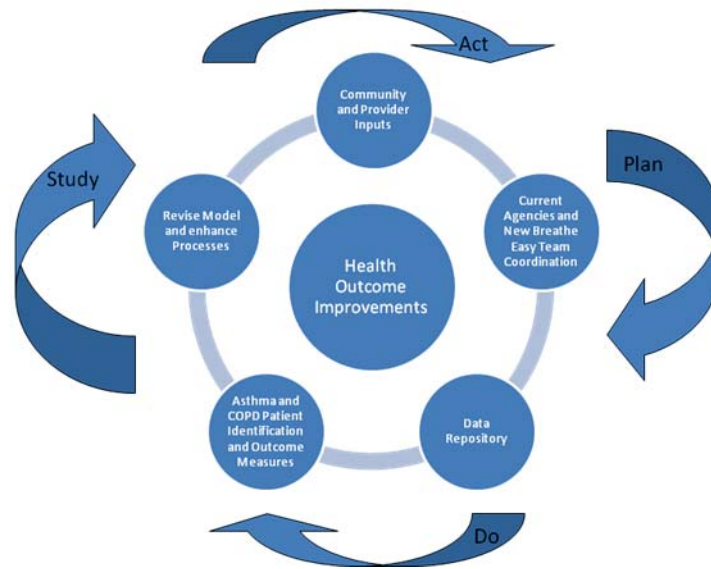 Act
Community
and Provider
Inputs
Study
Plan
Revise Model
and enhance
Processes
Current
Agencies and
New Breathe
Easy Team
Coordination
Health
Outcome
Improvements
Asthma and
COPD Patient
Identification
and Outcome
Measures
Data
Repository
Do